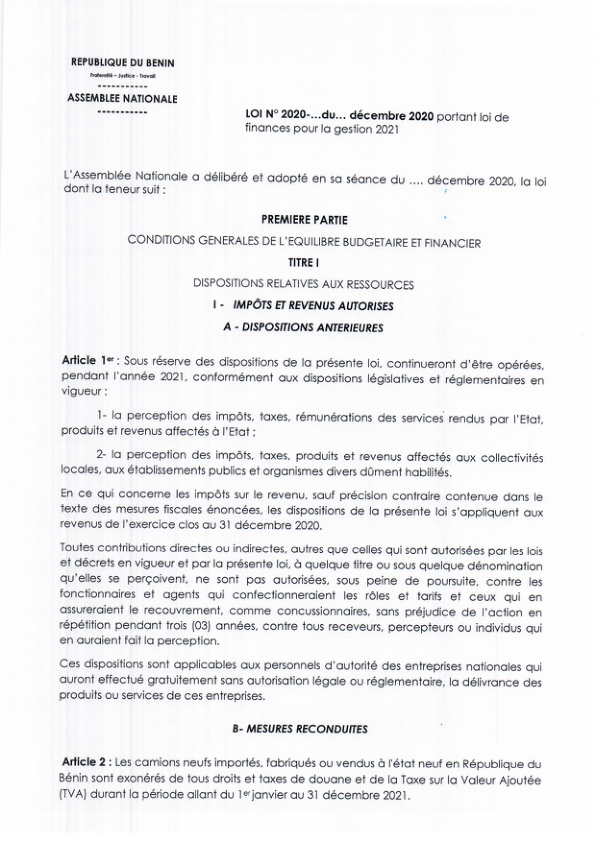 REPUBLIQUE DU BENIN
Fraternité – Justice - Travail
-----------
ASSEMBLEE NATIONALE
-----------
LOI N° 2020-...du... décembre 2020 portant loi de
finances pour la gestion 2021
L'Assemblée Nationale a délibéré et adopté en sa séance du .... décembre 2020, la loi
dont la teneur suit :
PREMIERE PARTIE
CONDITIONS GENERALES DE L'EQUILIBRE BUDGETAIRE ET FINANCIER
TITRE I
DISPOSITIONS RELATIVES AUX RESSOURCES
I - IMPÔTS ET REVENUS AUTORISES
A - DISPOSITIONS ANTERIEURES
Article 1er : Sous réserve des dispositions de la présente loi, continueront d'être opérées,
pendant l'année 2021, conformément aux dispositions législatives et réglementaires en
vigueur :
1- la perception des impôts, taxes, rémunérations des services rendus par l'Etat,
produits et revenus affectés à l'Etat ;
2- la perception des impôts, taxes, produits et revenus affectés aux collectivités
locales, aux établissements publics et organismes divers dûment habilités.
En ce qui concerne les impôts sur le revenu, sauf précision contraire contenue dans le
texte des mesures fiscales énoncées, les dispositions de la présente loi s'appliquent aux
revenus de l'exercice clos au 31 décembre 2020.
Toutes contributions directes ou indirectes, autres que celles qui sont autorisées par les lois
et décrets en vigueur et par la présente loi, à quelque titre ou sous quelque dénomination
qu'elles se perçoivent, ne sont pas autorisées, sous peine de poursuite, contre les
fonctionnaires et agents qui confectionneraient les rôles et tarifs et ceux qui en
assureraient le recouvrement, comme concussionnaires, sans préjudice de l'action en
répétition pendant trois (03) années, contre tous receveurs, percepteurs ou individus qui
en auraient fait la perception.
Ces dispositions sont applicables aux personnels d'autorité des entreprises nationales qui
auront effectué gratuitement sans autorisation légale ou réglementaire, la délivrance des
produits ou services de ces entreprises.
B- MESURES RECONDUITES
Article 2 : Les camions neufs importés, fabriqués ou vendus à l'état neuf en République du
Bénin sont exonérés de tous droits et taxes de douane et de la Taxe sur la Valeur Ajoutée
(TVA) durant la période allant du 1er janvier au 31 décembre 2021.